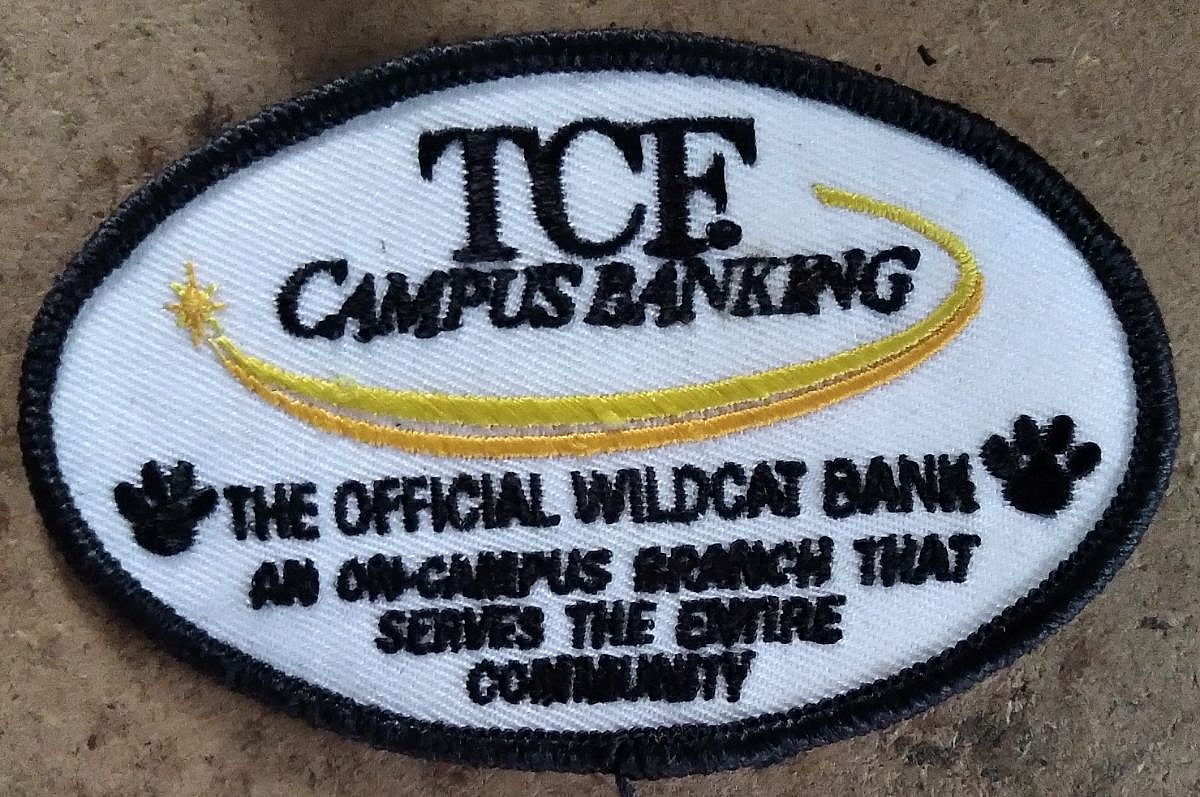 TCF.
CAMPUS BANKING
THE OFFICIAL WILDCAT BANK
AN ON-CAMPUS BRANCH THAT
SERVES THE ENTIRE
COMMUNITY